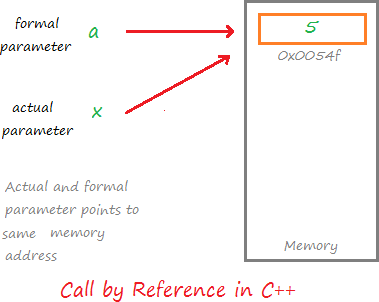 formal
parameter
a
5
0x0054f
actual
parameter
x
Actual and formal
parameter points to
same memory
address
Memory
Call by Reference in C++